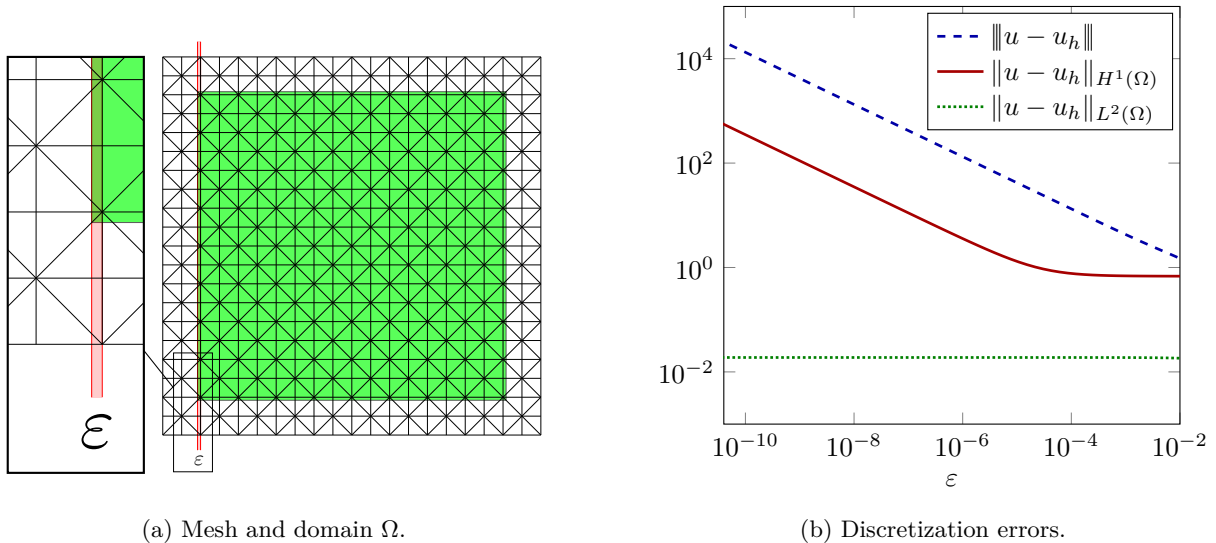 ε
ε
(a) Mesh and domain Ω.
10^4
10^2
10^0
10^−2
⦀u − u_h⦀
‖u − u_h‖_{H^1(Ω)}
‖u − u_h‖_{L^2(Ω)}
10^−10 10^−8 10^−6 10^−4 10^−2
ε
(b) Discretization errors.